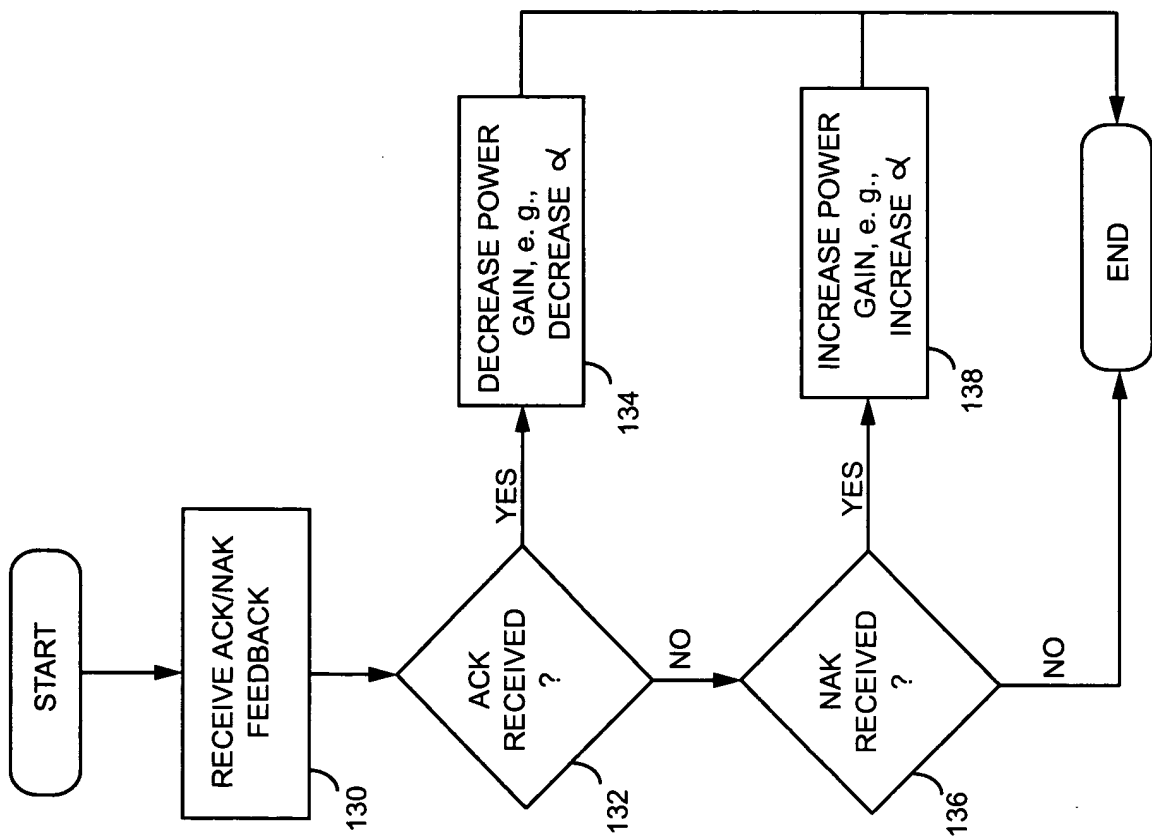 START
RECEIVE ACK/NAK
FEEDBACK
130
ACK
RECEIVED
?
132
YES
DECREASE POWER
GAIN, e. g.,
DECREASE α
134
NO
NAK
RECEIVED
?
136
YES
INCREASE POWER
GAIN, e. g.,
INCREASE α
138
NO
END